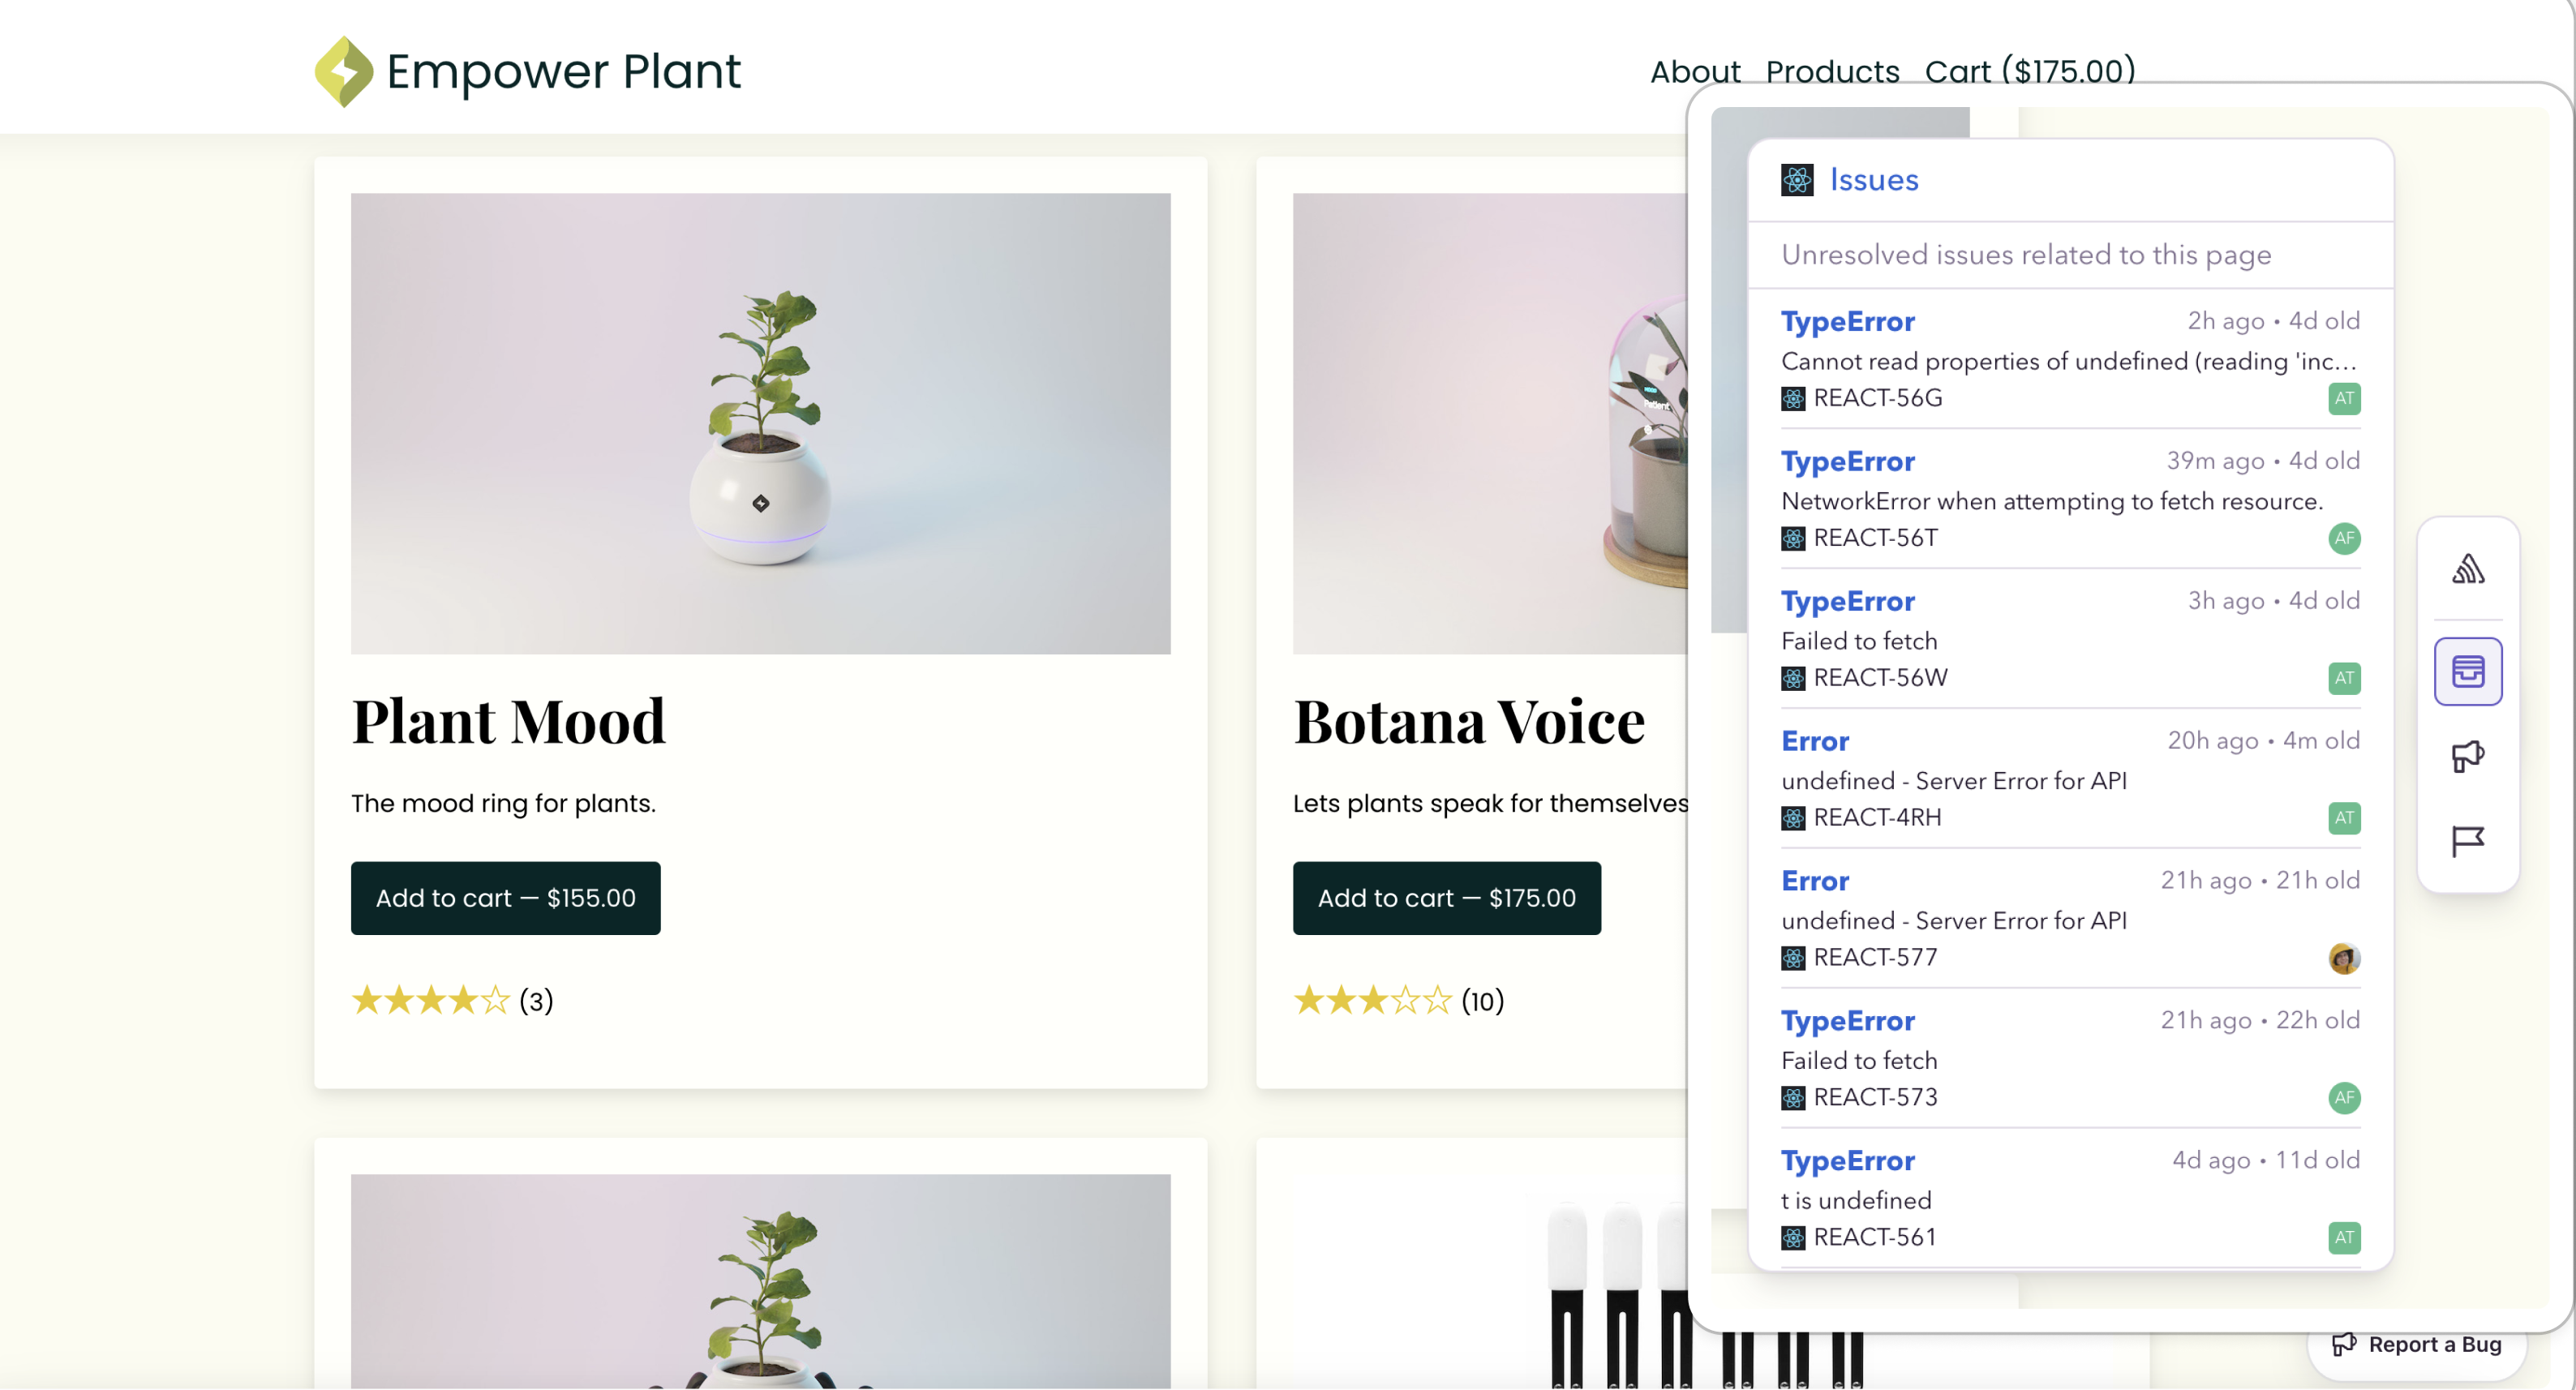 Empower Plant
About Products Cart ($175.00)
Plant Mood
The mood ring for plants.
Add to cart — $155.00
(3)
Patient
Botana Voice
Lets plants speak for themselves
Add to cart — $175.00
(10)
Issues
Unresolved issues related to this page
TypeError 2h ago • 4d old
Cannot read properties of undefined (reading 'inc...
REACT-56G AT
TypeError 39m ago • 4d old
NetworkError when attempting to fetch resource.
REACT-56T AF
TypeError 3h ago • 4d old
Failed to fetch
REACT-56W AT
Error 20h ago • 4m old
undefined - Server Error for API
REACT-4RH AT
Error 21h ago • 21h old
undefined - Server Error for API
REACT-577
TypeError 21h ago • 22h old
Failed to fetch
REACT-573 AF
TypeError 4d ago • 11d old
t is undefined
REACT-561 AT
Report a Bug